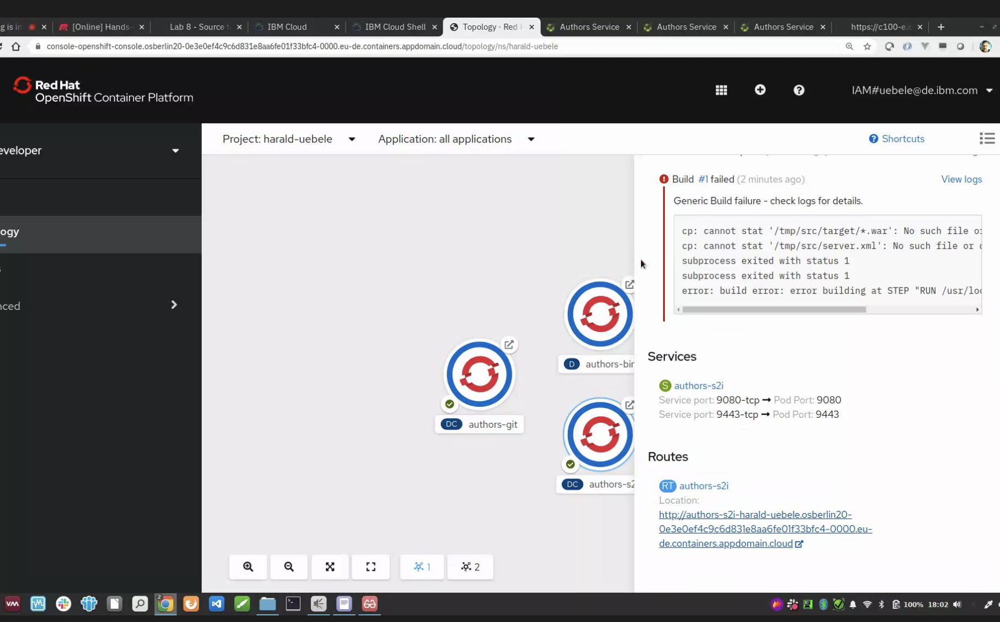 g is in
[Online] Hands-
Lab 8 - Source t
IBM Cloud
IBM Cloud Shell
Topology · Red H
Authors Service
Authors Service
Authors Service
https://c100-e.e
console-openshift-console.osberlin20-0e3e0ef4c9c6d831e8aa6fe01f33bfc4-0000.eu-de.containers.appdomain.cloud/topology/ns/harald-uebele
Red Hat
OpenShift Container Platform
IAM#uebele@de.ibm.com
eveloper
Project: harald-uebele
Application: all applications
Shortcuts
ogy
s
nced
Build #1 failed (2 minutes ago)
View logs
Generic Build failure - check logs for details.
cp: cannot stat '/tmp/src/target/*.war': No such file o
cp: cannot stat '/tmp/src/server.xml': No such file or
subprocess exited with status 1
subprocess exited with status 1
error: build error: error building at STEP "RUN /usr/loc
D authors-bin
DC authors-git
DC authors-s2
Services
S authors-s2i
Service port: 9080-tcp → Pod Port: 9080
Service port: 9443-tcp → Pod Port: 9443
Routes
RT authors-s2i
Location:
http://authors-s2i-harald-uebele.osberlin20-
0e3e0ef4c9c6d831e8aa6fe01f33bfc4-0000.eu-
de.containers.appdomain.cloud
1
2
2
100%
18:02